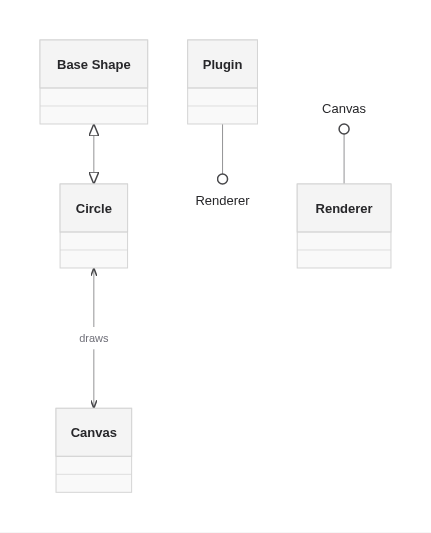 Base Shape
Plugin
Canvas
Circle
Renderer
Renderer
draws
Canvas